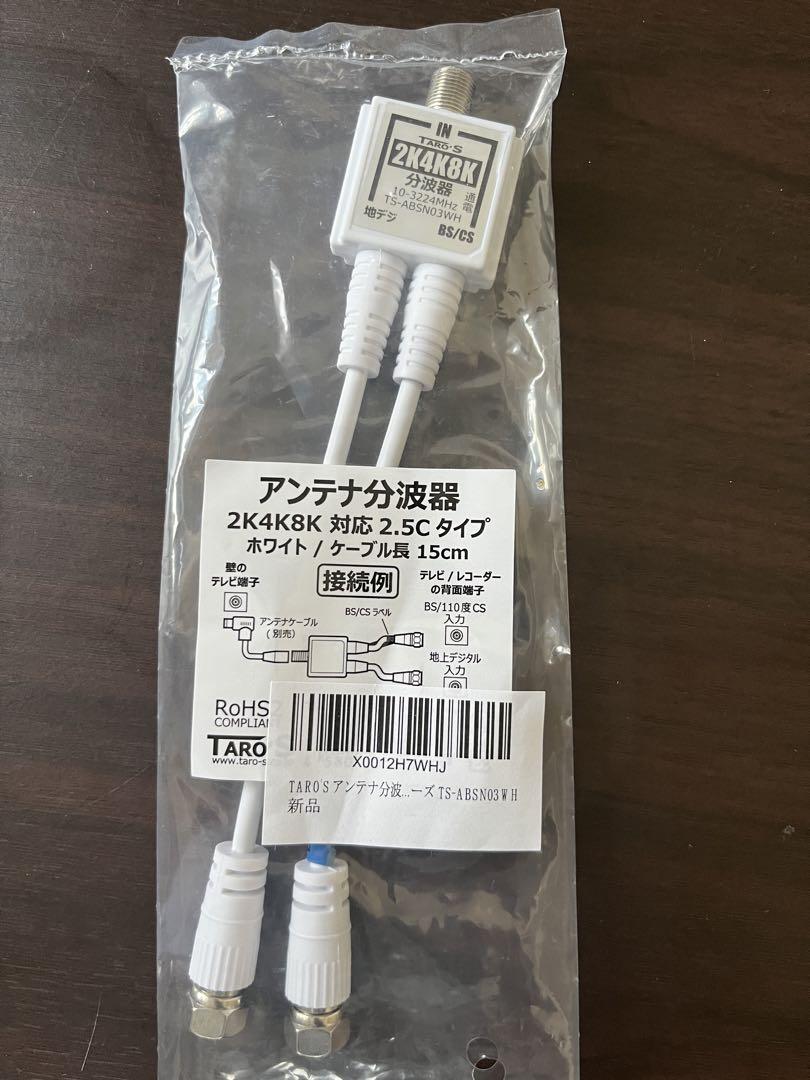 IN
TARO'S
2K4K8K
分波器
10-3224MHz
TS-ABSN03WH
通電
地デジ
BS/CS
アンテナ分波器
2K4K8K 対応 2.5C タイプ
ホワイト / ケーブル長 15cm
接続例
壁の
テレビ端子
テレビ / レコーダー
の背面端子
BS/110度CS
入力
BS/CS ラベル
アンテナケーブル
(別売)
地上デジタル
入力
RoHS2
COMPLIAN
TARO'S
www.taro-s
X0012H7WHJ
TARO'S アンテナ分波...ーズ TS-ABSN03WH
新品